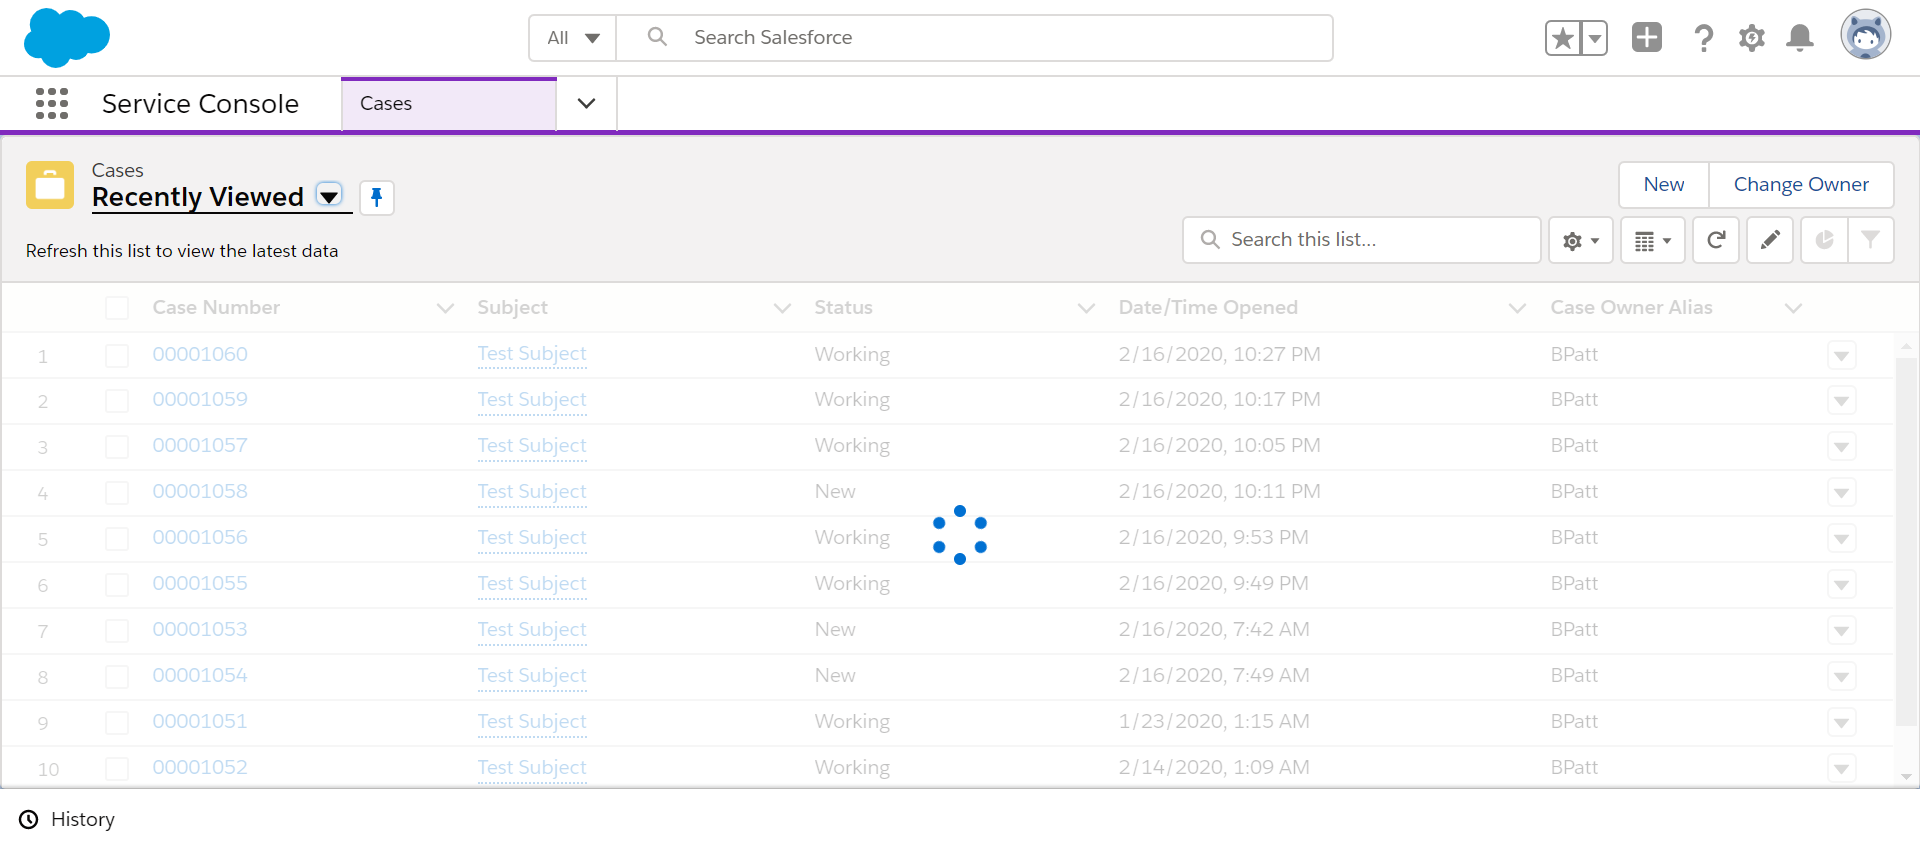 All Search Salesforce
Service Console Cases
Cases
Recently Viewed
New Change Owner
Refresh this list to view the latest data
Search this list...
Case Number Subject Status Date/Time Opened Case Owner Alias
1 00001060 Test Subject Working 2/16/2020, 10:27 PM BPatt
2 00001059 Test Subject Working 2/16/2020, 10:17 PM BPatt
3 00001057 Test Subject Working 2/16/2020, 10:05 PM BPatt
4 00001058 Test Subject New 2/16/2020, 10:11 PM BPatt
5 00001056 Test Subject Working 2/16/2020, 9:53 PM BPatt
6 00001055 Test Subject Working 2/16/2020, 9:49 PM BPatt
7 00001053 Test Subject New 2/16/2020, 7:42 AM BPatt
8 00001054 Test Subject New 2/16/2020, 7:49 AM BPatt
9 00001051 Test Subject Working 1/23/2020, 1:15 AM BPatt
10 00001052 Test Subject Working 2/14/2020, 1:09 AM BPatt
History